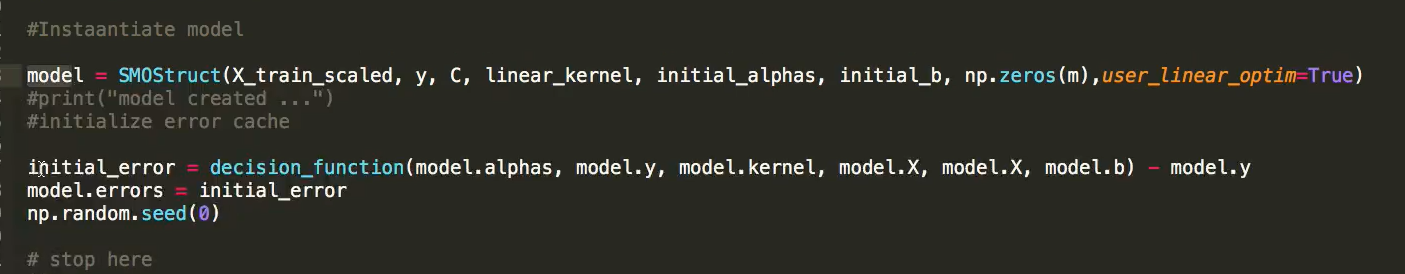 #Instaantiate model
model = SMOStruct(X_train_scaled, y, C, linear_kernel, initial_alphas, initial_b, np.zeros(m),user_linear_optim=True)
#print("model created ...")
#initialize error cache
initial_error = decision_function(model.alphas, model.y, model.kernel, model.X, model.X, model.b) - model.y
model.errors = initial_error
np.random.seed(0)
# stop here